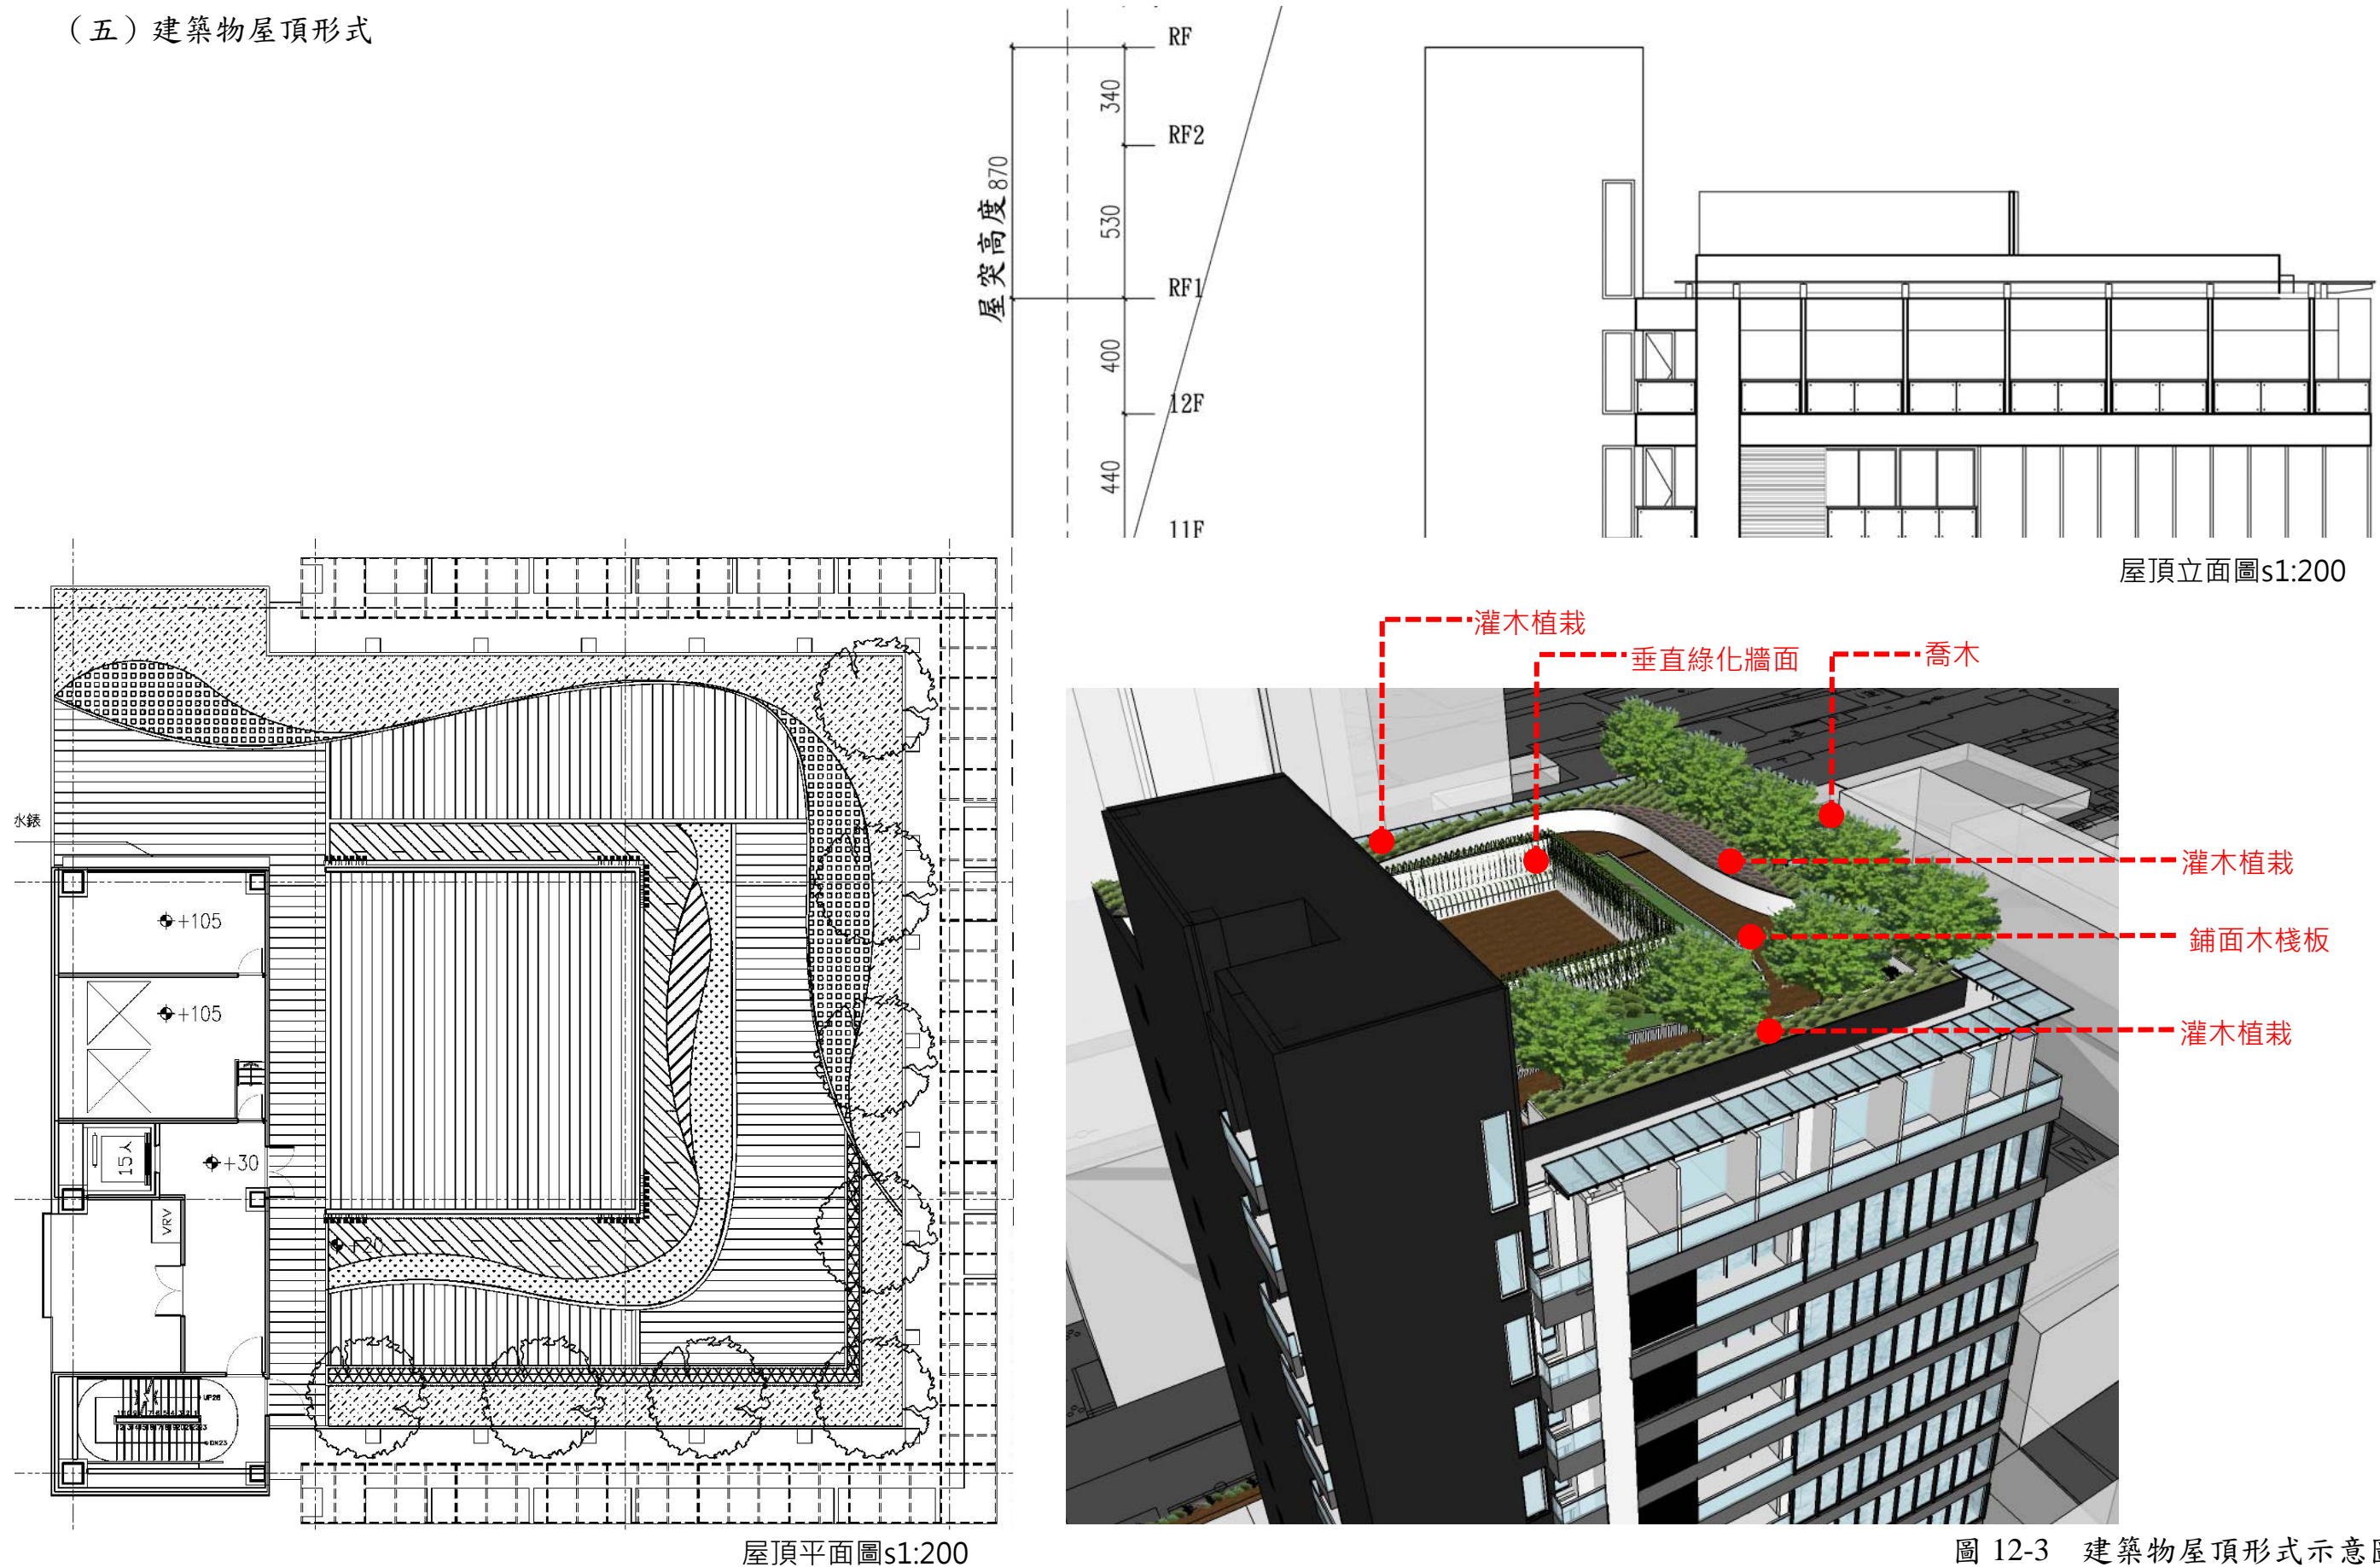 （五）建築物屋頂形式
RF
340
RF2
屋突高度870
530
RF1
400
12F
440
11F
屋頂立面圖s1:200
灌木植栽
垂直綠化牆面
喬木
灌木植栽
鋪面木棧板
灌木植栽
水錶
+105
+105
15人
+30
VRV
+20
UP26
DN23
屋頂平面圖s1:200
圖 12-3 建築物屋頂形式示意